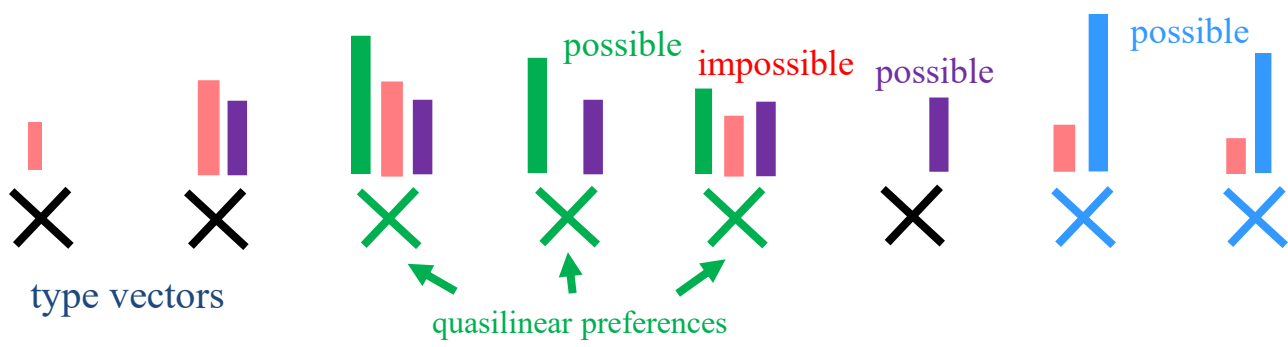 possible
impossible
possible
possible
type vectors
quasilinear preferences